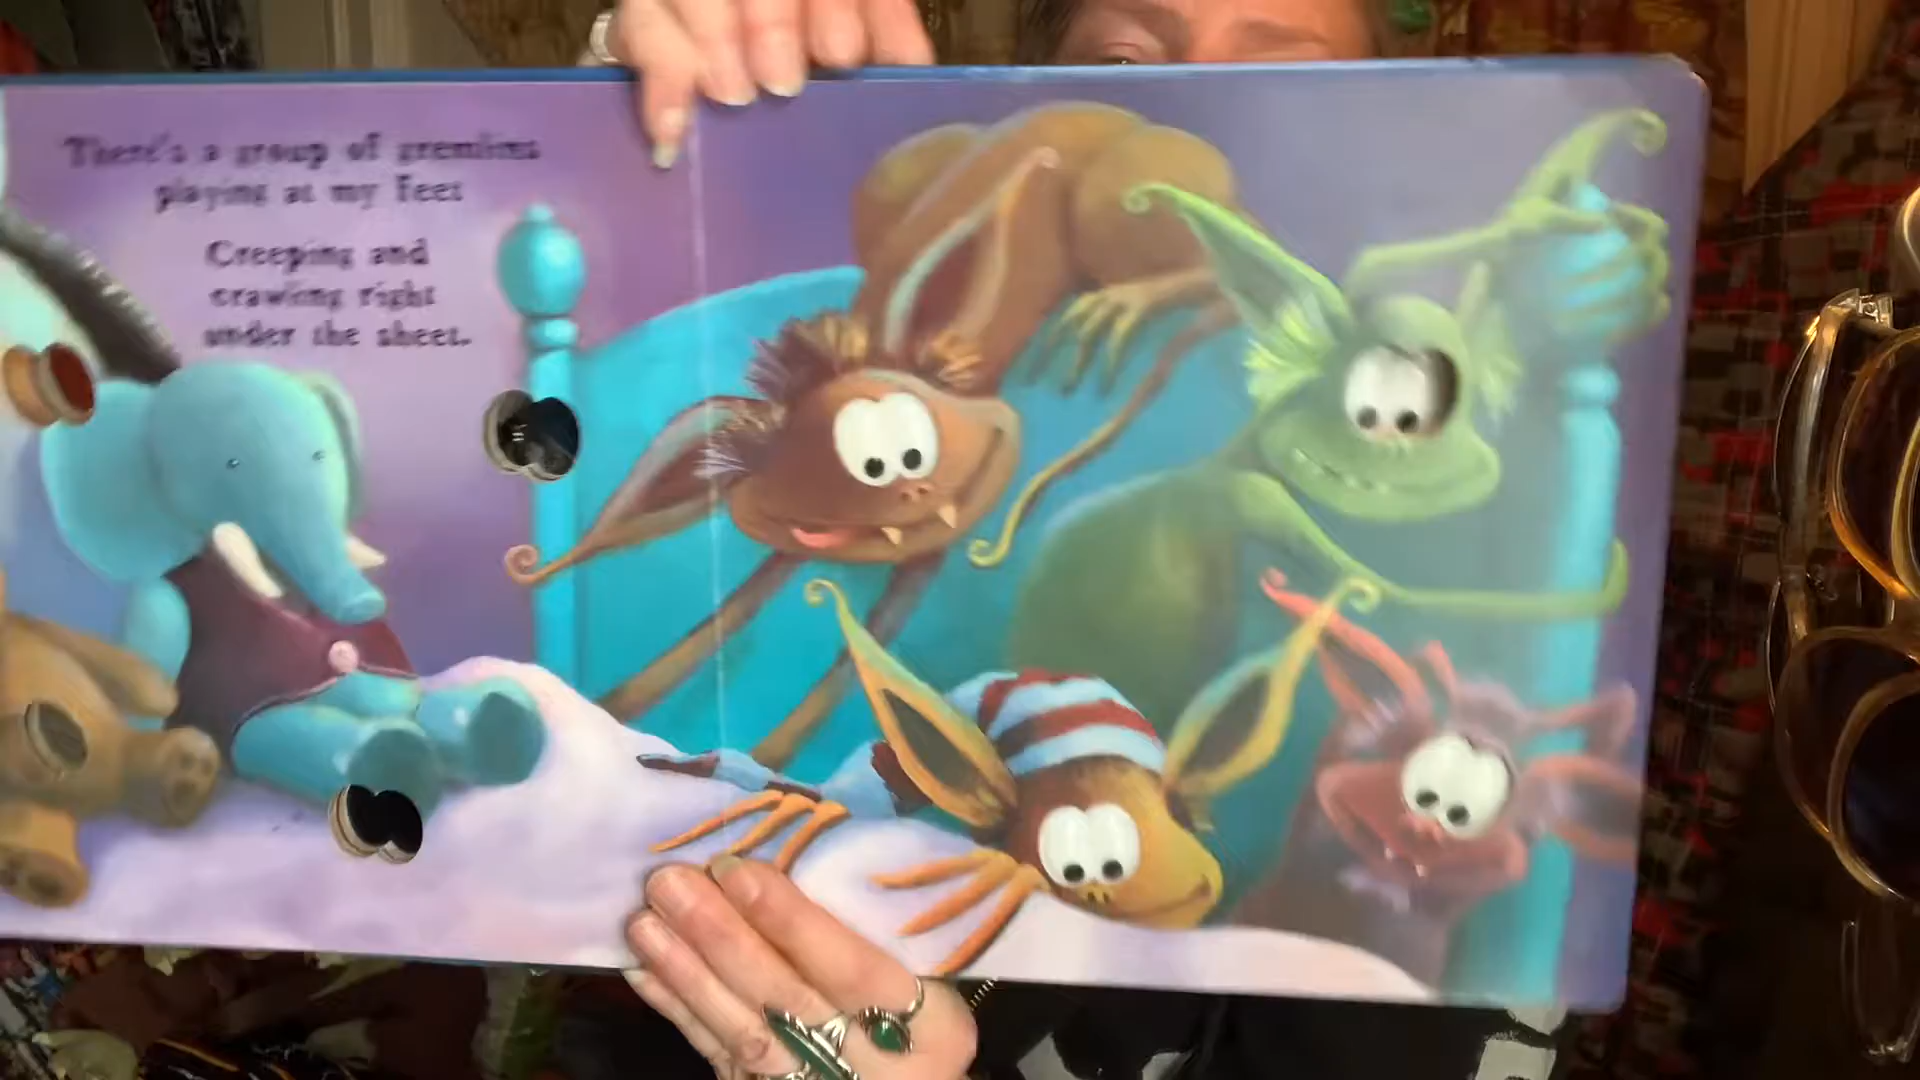 There's a group of gremlins
playing at my feet
Creeping and
crawling right
under the sheet.